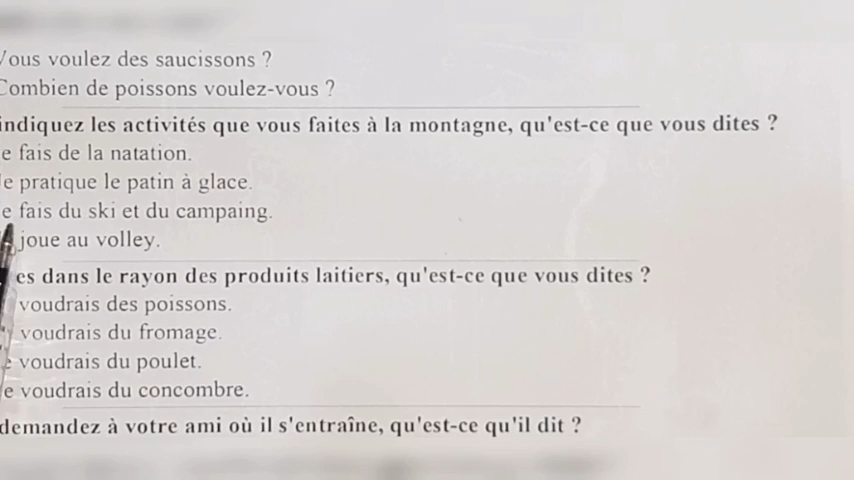 Vous voulez des saucissons ?
Combien de poissons voulez-vous ?
indiquez les activités que vous faites à la montagne, qu'est-ce que vous dites ?
e fais de la natation.
Je pratique le patin à glace.
e fais du ski et du campaing.
joue au volley.
es dans le rayon des produits laitiers, qu'est-ce que vous dites ?
voudrais des poissons.
voudrais du fromage.
e voudrais du poulet.
e voudrais du concombre.
demandez à votre ami où il s'entraîne, qu'est-ce qu'il dit ?